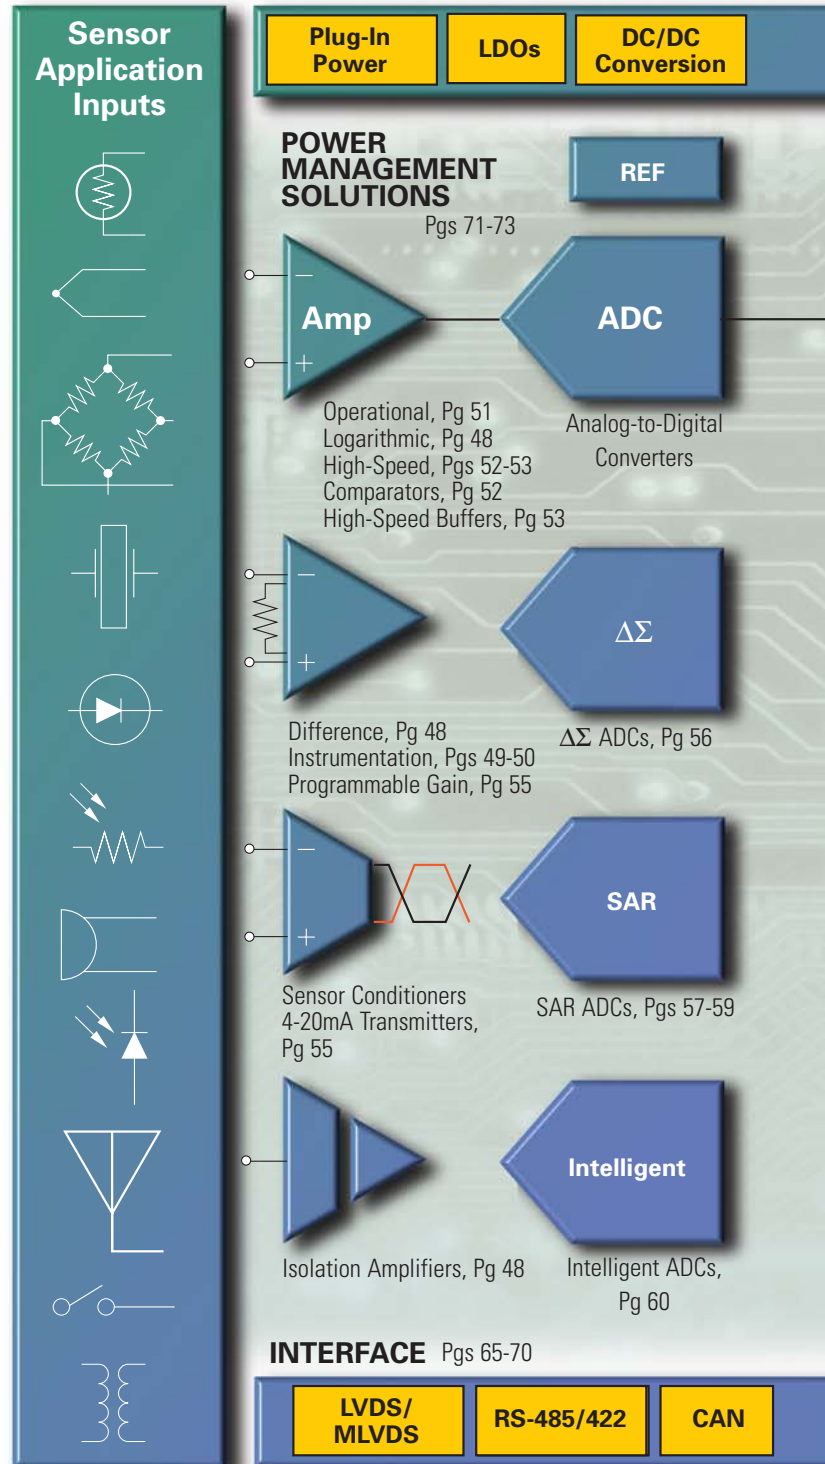 Sensor
Application
Inputs
Plug-In
Power
LDOs
DC/DC
Conversion
POWER
MANAGEMENT
SOLUTIONS
Pgs 71-73
REF
−
Amp
+
ADC
Operational, Pg 51
Logarithmic, Pg 48
High-Speed, Pgs 52-53
Comparators, Pg 52
High-Speed Buffers, Pg 53
Analog-to-Digital
Converters
−
+
ΔΣ
Difference, Pg 48
Instrumentation, Pgs 49-50
Programmable Gain, Pg 55
ΔΣ ADCs, Pg 56
−
+
SAR
Sensor Conditioners
4-20mA Transmitters,
Pg 55
SAR ADCs, Pgs 57-59
Intelligent
Isolation Amplifiers, Pg 48
Intelligent ADCs,
Pg 60
INTERFACE Pgs 65-70
LVDS/
MLVDS
RS-485/422
CAN